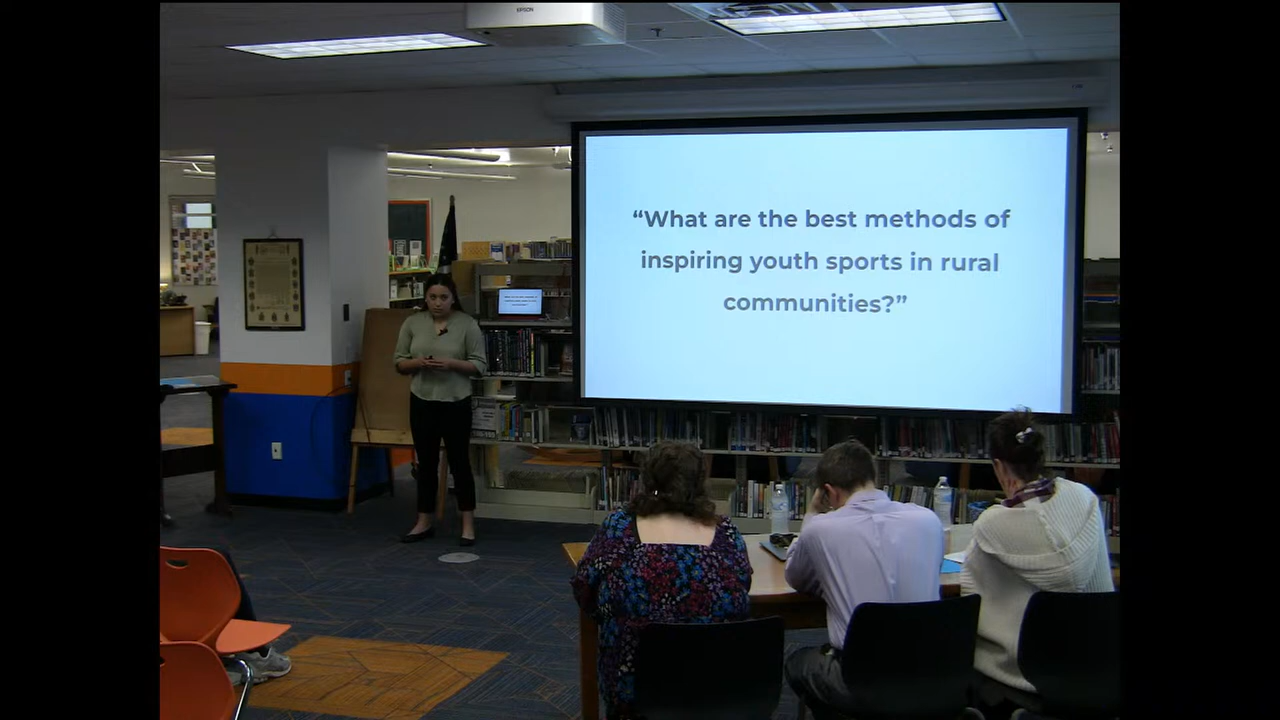 EPSON
“What are the best methods of
inspiring youth sports in rural
communities?”